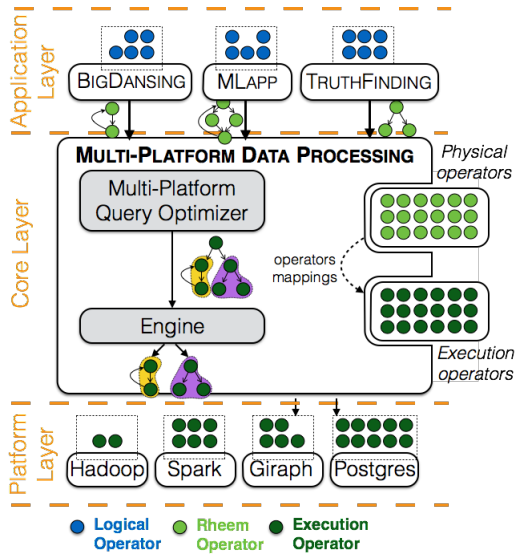 Application
Layer
BIGDANSING
MLAPP
TRUTHFINDING
MULTI-PLATFORM DATA PROCESSING
Physical
operators
Multi-Platform
Query Optimizer
Core Layer
operators
mappings
Engine
Execution
operators
Platform
Layer
Hadoop
Spark
Giraph
Postgres
Logical
Operator
Rheem
Operator
Execution
Operator